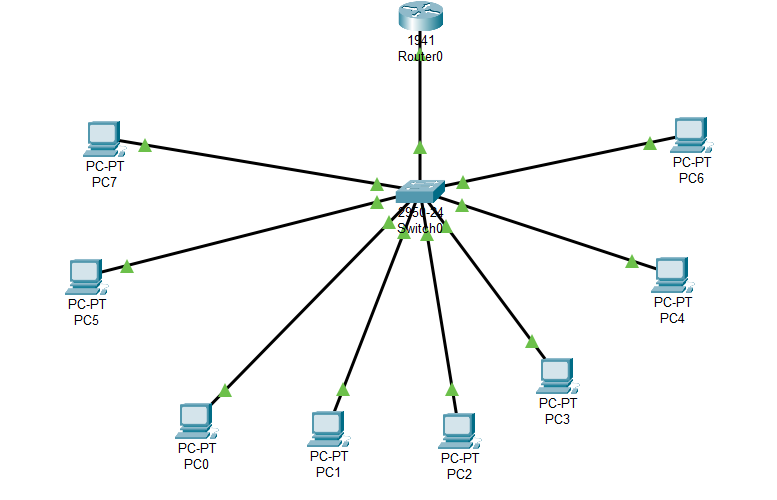 1941
Router0
PC-PT
PC7
PC-PT
PC6
2950-24
Switch0
PC-PT
PC5
PC-PT
PC4
PC-PT
PC3
PC-PT
PC0
PC-PT
PC1
PC-PT
PC2